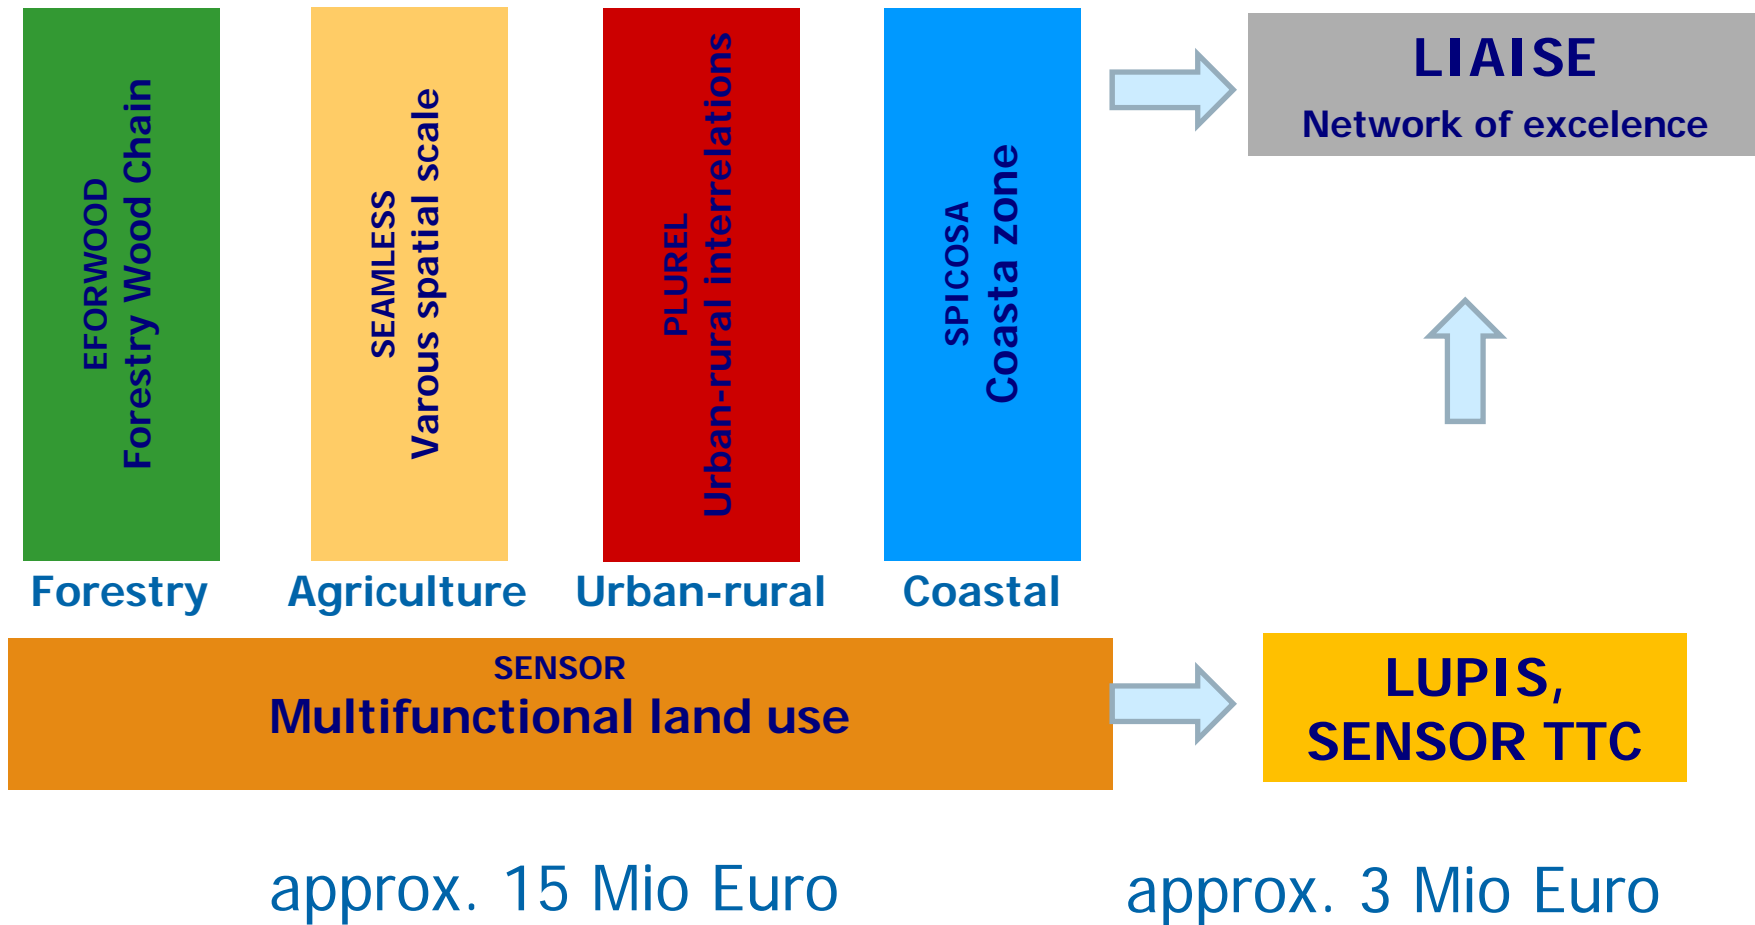 EFORWOOD
Forestry Wood Chain
SEAMLESS
Varous spatial scale
PLUREL
Urban-rural interrelations
SPICOSA
Coasta zone
LIAISE
Network of excelence
Forestry
Agriculture
Urban-rural
Coastal
SENSOR
Multifunctional land use
LUPIS,
SENSOR TTC
approx. 15 Mio Euro
approx. 3 Mio Euro